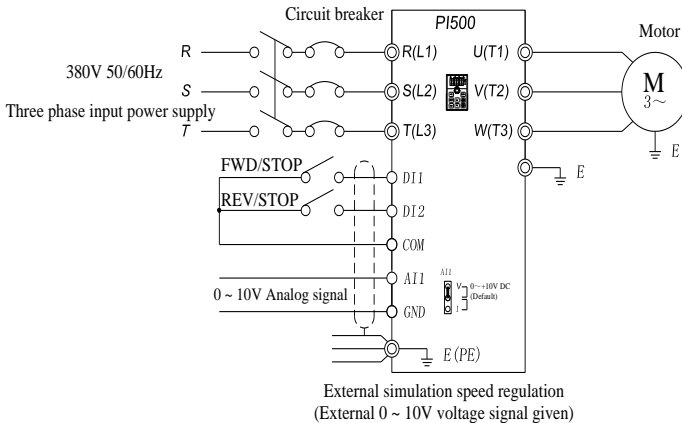 Circuit breaker
PI500
Motor
R
R(L1)
U(T1)
380V 50/60Hz
S
S(L2)
V(T2)
M
3~
Three phase input power supply
T
T(L3)
W(T3)
E
FWD/STOP
DI1
E
REV/STOP
DI2
COM
AI1
AI1
V
0~+10V DC
(Default)
I
0 ~ 10V Analog signal
GND
E(PE)
External simulation speed regulation
(External 0 ~ 10V voltage signal given)